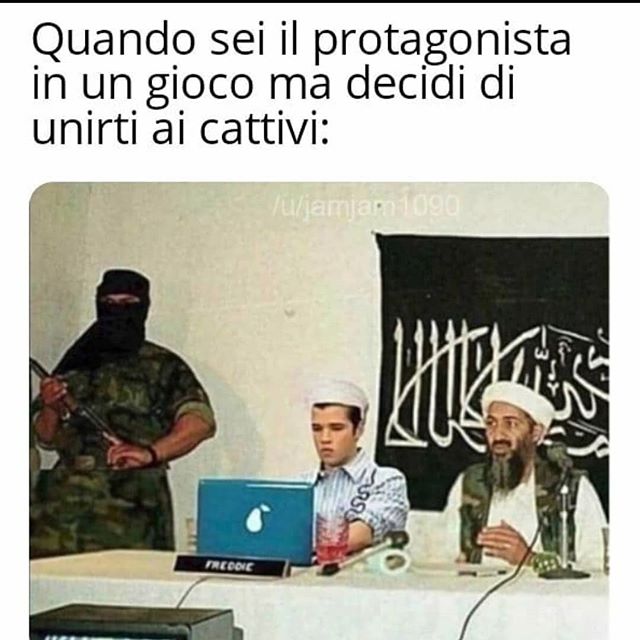 Quando sei il protagonista
in un gioco ma decidi di
unirti ai cattivi:
/u/jamjam1090
FREDDIE